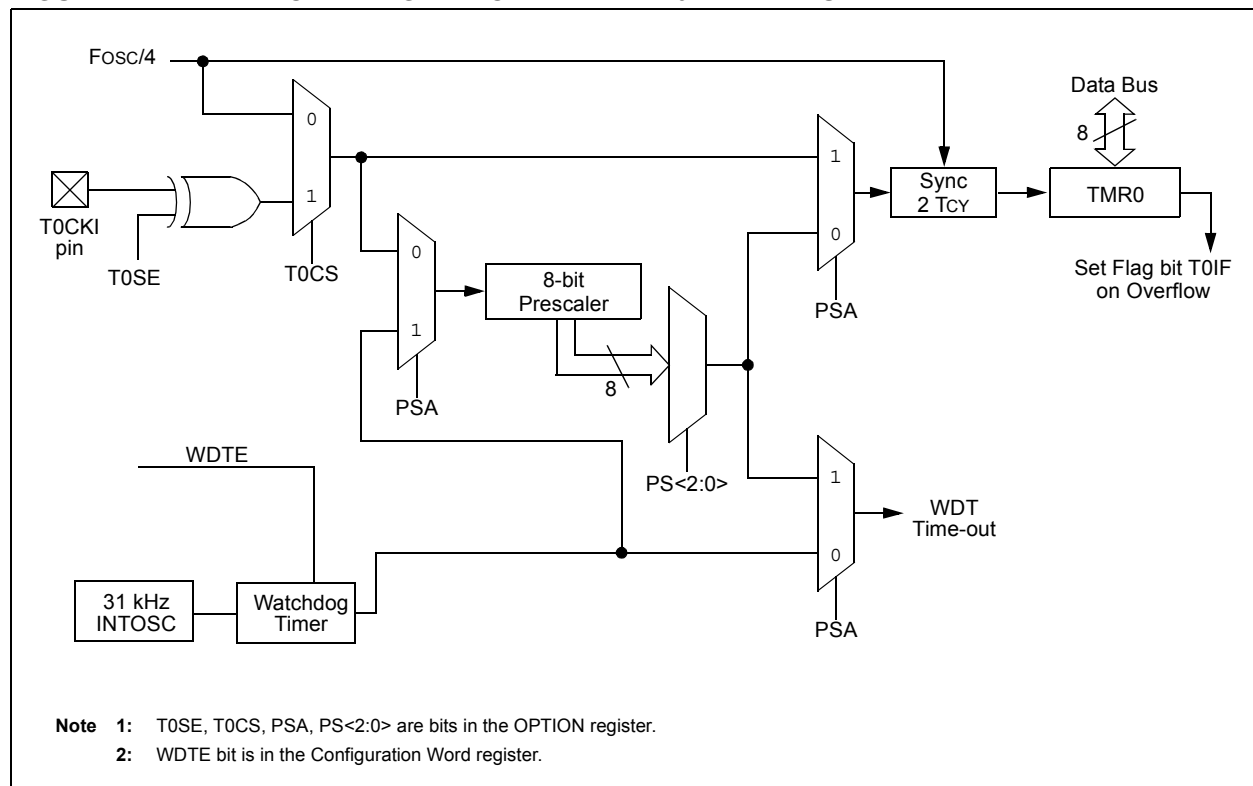 FOSC/4
Data Bus
8
0
1
1
0
T0CKI
pin
T0SE
T0CS
Sync
2 TCY
TMR0
0
1
8-bit
Prescaler
Set Flag bit T0IF
on Overflow
PSA
PSA
8
WDTE
PS<2:0>
1
0
WDT
Time-out
31 kHz
INTOSC
Watchdog
Timer
PSA
Note 1: T0SE, T0CS, PSA, PS<2:0> are bits in the OPTION register.
2: WDTE bit is in the Configuration Word register.